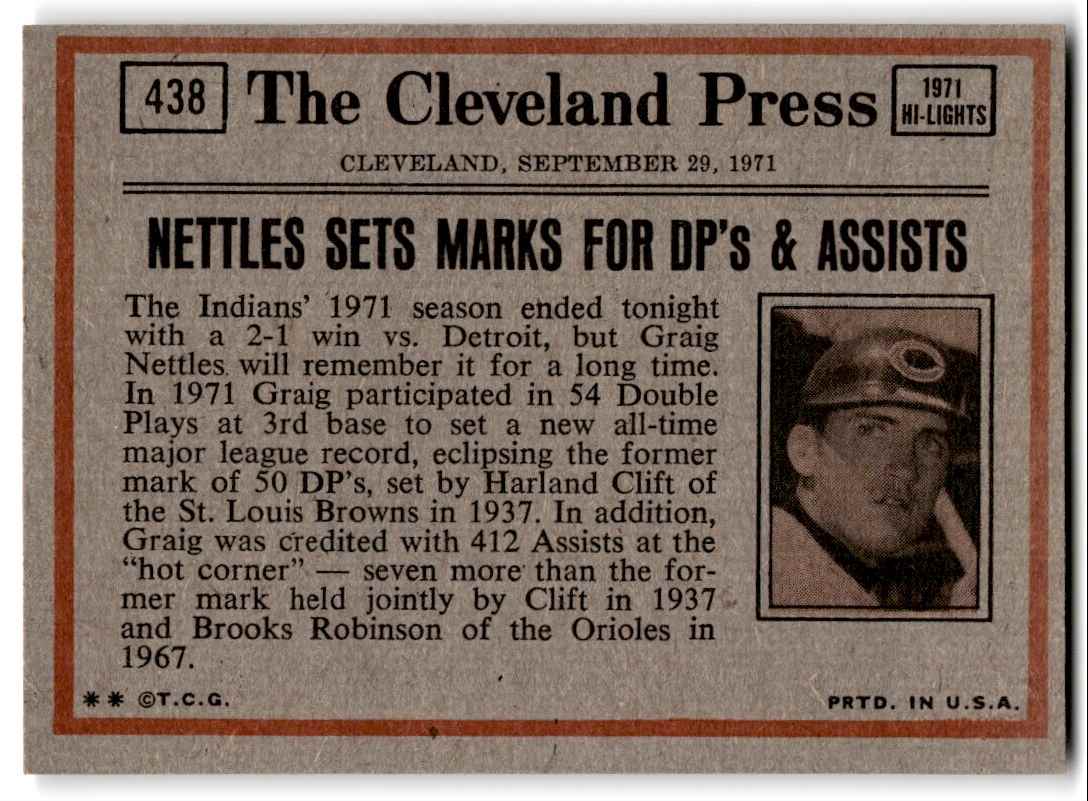 438
The Cleveland Press
1971
HI-LIGHTS
CLEVELAND, SEPTEMBER 29, 1971
NETTLES SETS MARKS FOR DP's & ASSISTS
The Indians' 1971 season ended tonight
with a 2-1 win vs. Detroit, but Graig
Nettles will remember it for a long time.
In 1971 Graig participated in 54 Double
Plays at 3rd base to set a new all-time
major league record, eclipsing the former
mark of 50 DP's, set by Harland Clift of
the St. Louis Browns in 1937. In addition,
Graig was credited with 412 Assists at the
"hot corner" — seven more than the for-
mer mark held jointly by Clift in 1937
and Brooks Robinson of the Orioles in
1967.
** ©T.C.G.
PRTD. IN U.S.A.